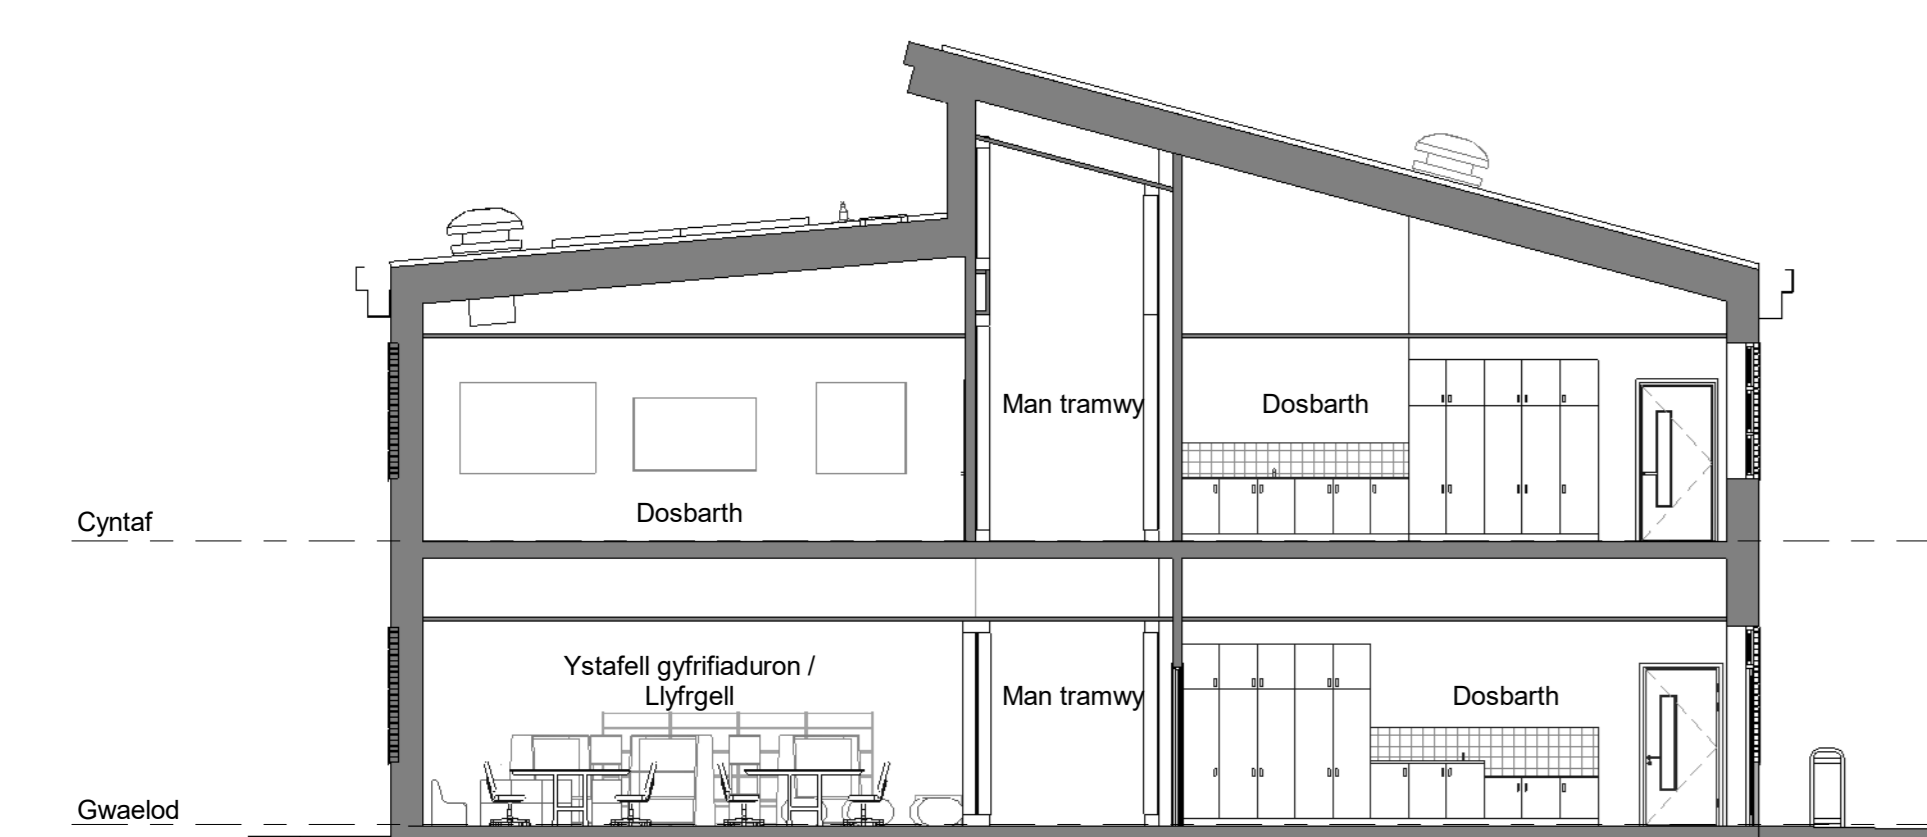 Man tramwy
Dosbarth
Dosbarth
Cyntaf
Ystafell gyfrifiaduron /
Llyfrgell
Man tramwy
Dosbarth
Gwaelod